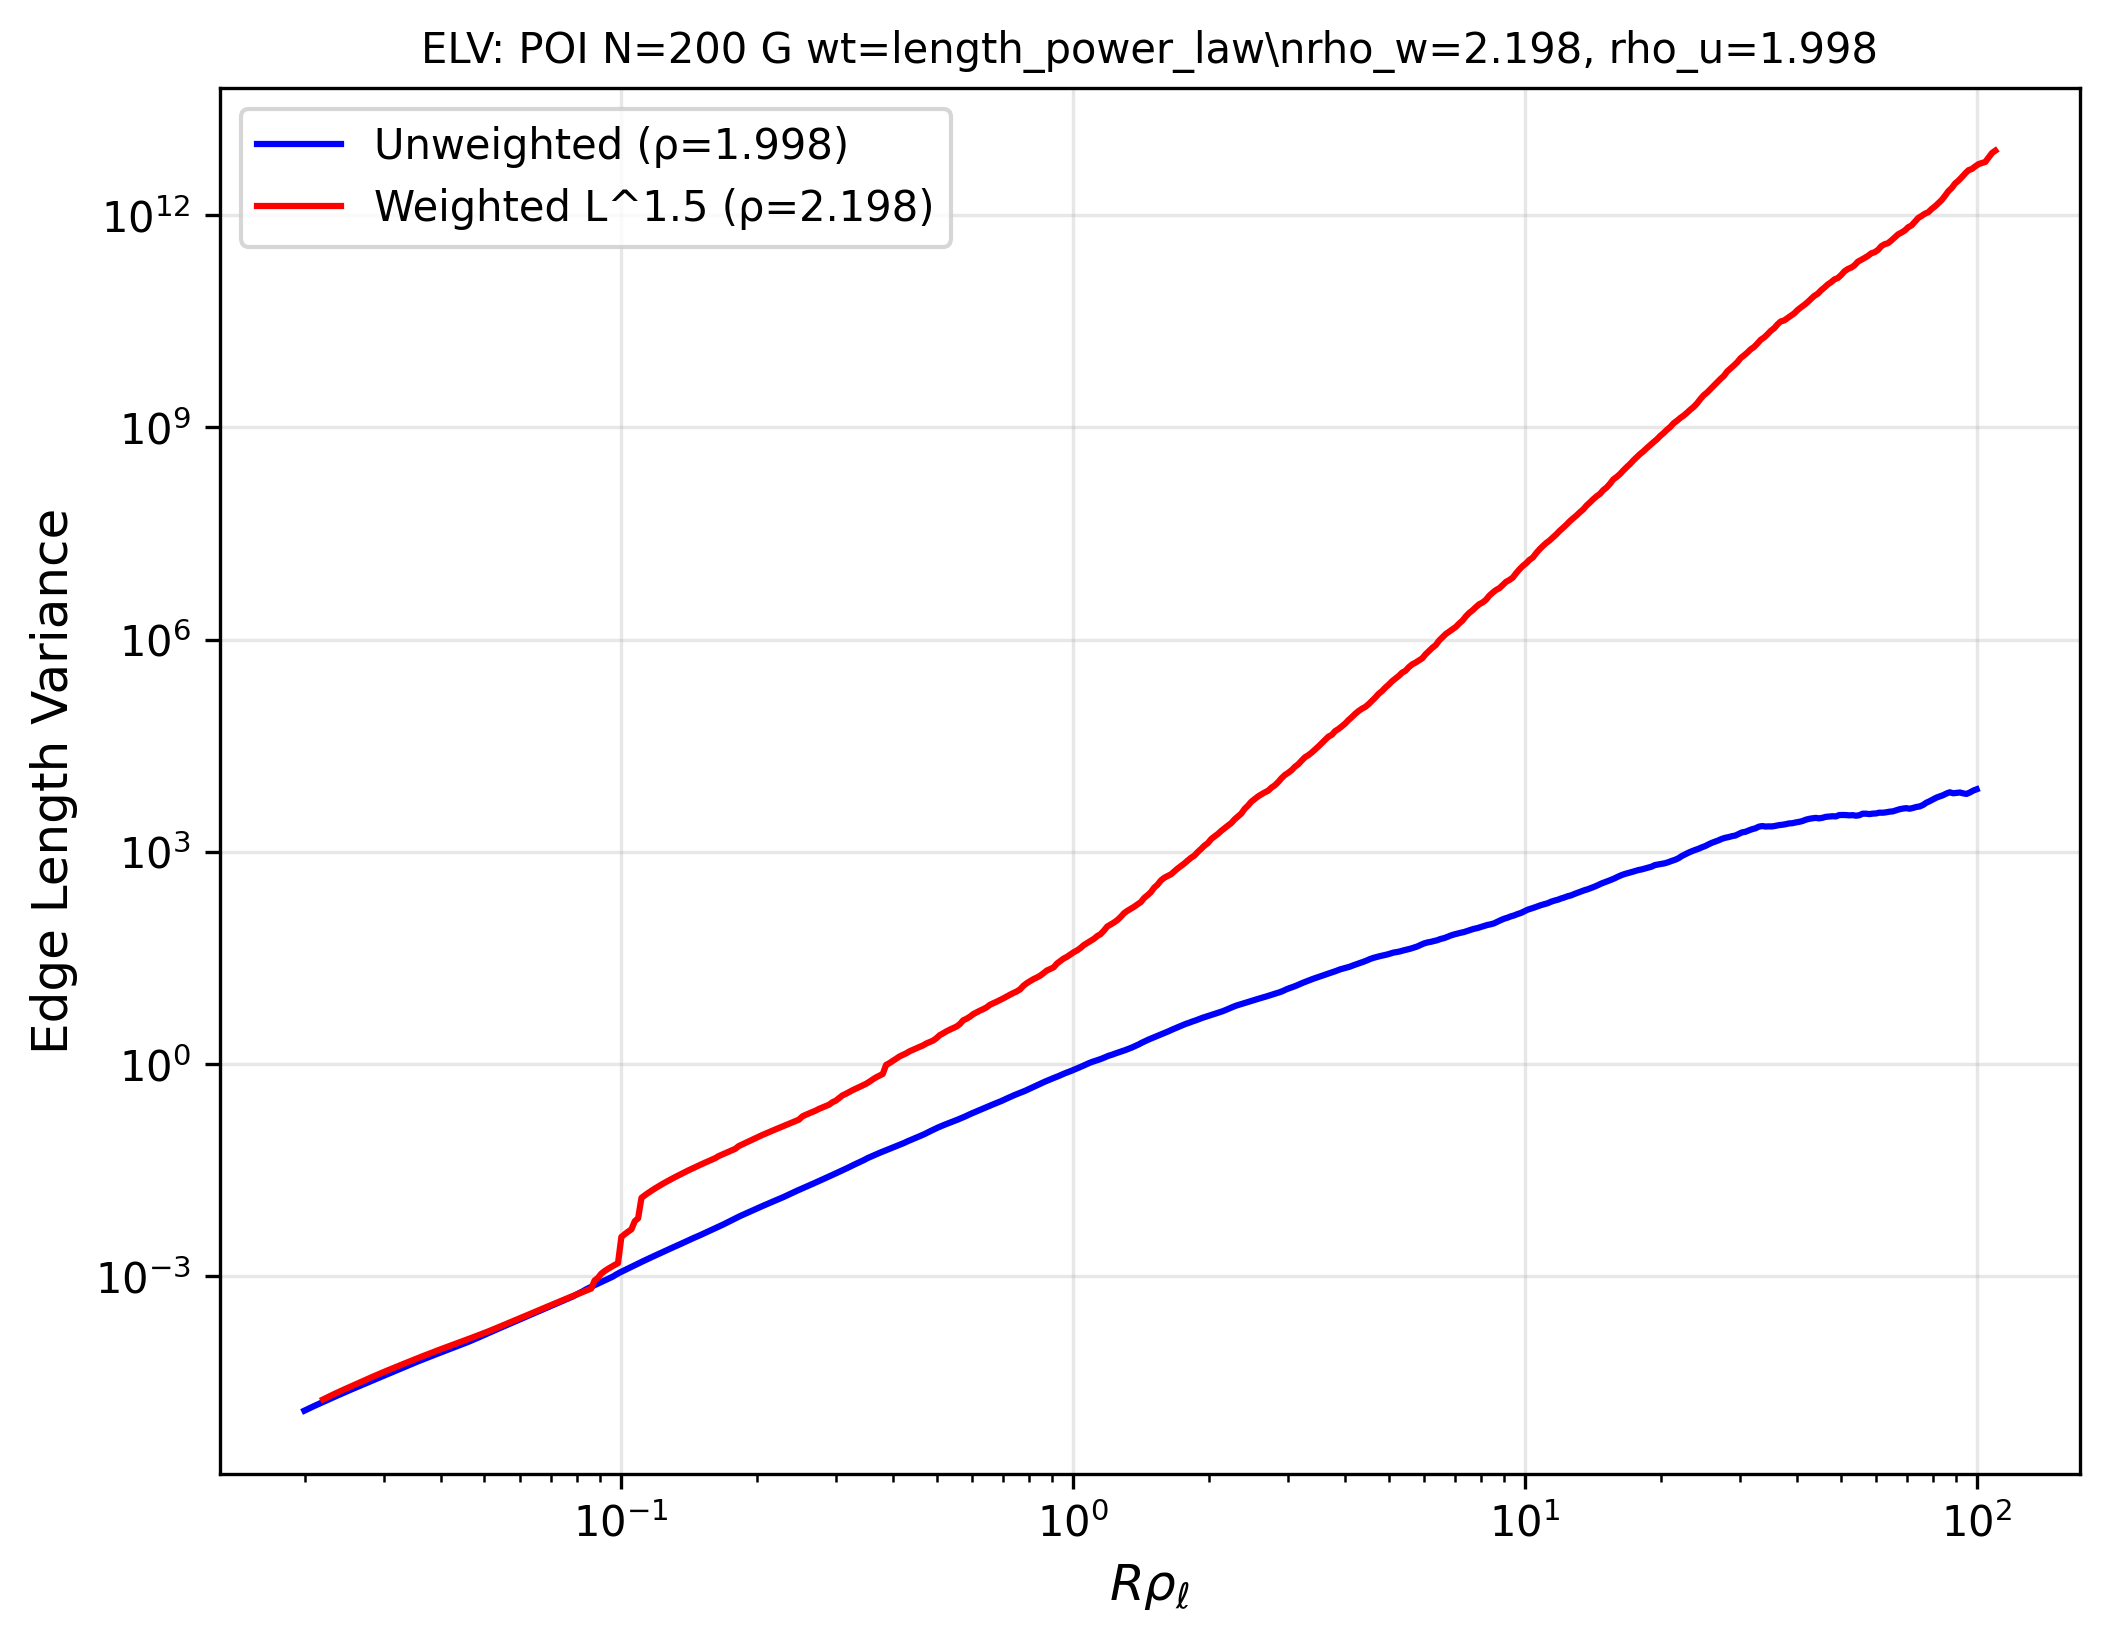 ELV: POI N=200 G wt=length_power_law\nrho_w=2.198, rho_u=1.998
Unweighted (ρ=1.998)
Weighted L^1.5 (ρ=2.198)
Edge Length Variance
10¹²
10⁹
10⁶
10³
10⁰
10⁻³
10⁻¹
10⁰
10¹
10²
Rρℓ